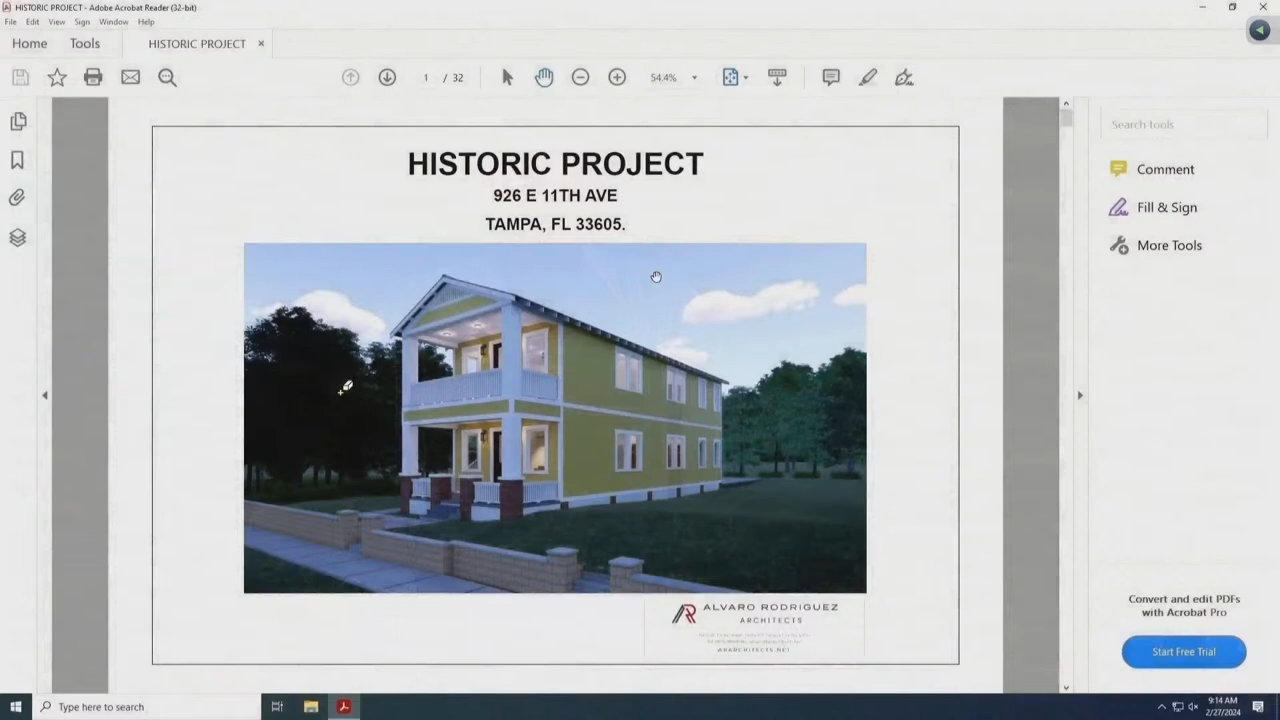 HISTORIC PROJECT - Adobe Acrobat Reader (32-bit)
File Edit View Sign Window Help
Home Tools HISTORIC PROJECT ×
1 / 32 54.4%
Search tools
Comment
Fill & Sign
More Tools
HISTORIC PROJECT
926 E 11TH AVE
TAMPA, FL 33605.
ALVARO RODRIGUEZ
ARCHITECTS
Convert and edit PDFs
with Acrobat Pro
Start Free Trial
Type here to search
9:14 AM
2/27/2024